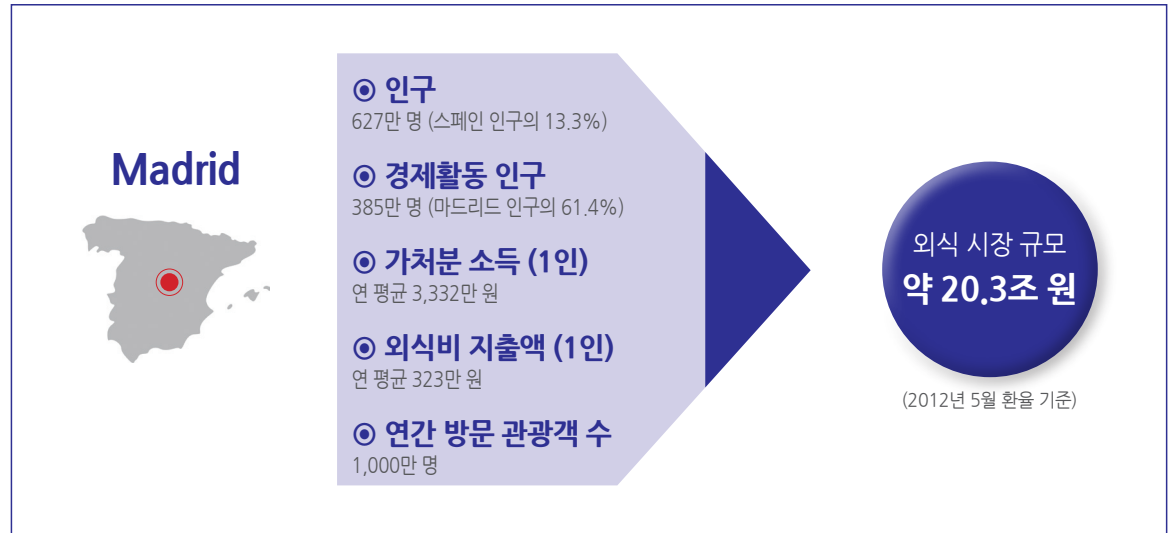 Madrid
⦿ 인구
627만 명 (스페인 인구의 13.3%)
⦿ 경제활동 인구
385만 명 (마드리드 인구의 61.4%)
⦿ 가처분 소득 (1인)
연 평균 3,332만 원
⦿ 외식비 지출액 (1인)
연 평균 323만 원
⦿ 연간 방문 관광객 수
1,000만 명
외식 시장 규모
약 20.3조 원
(2012년 5월 환율 기준)